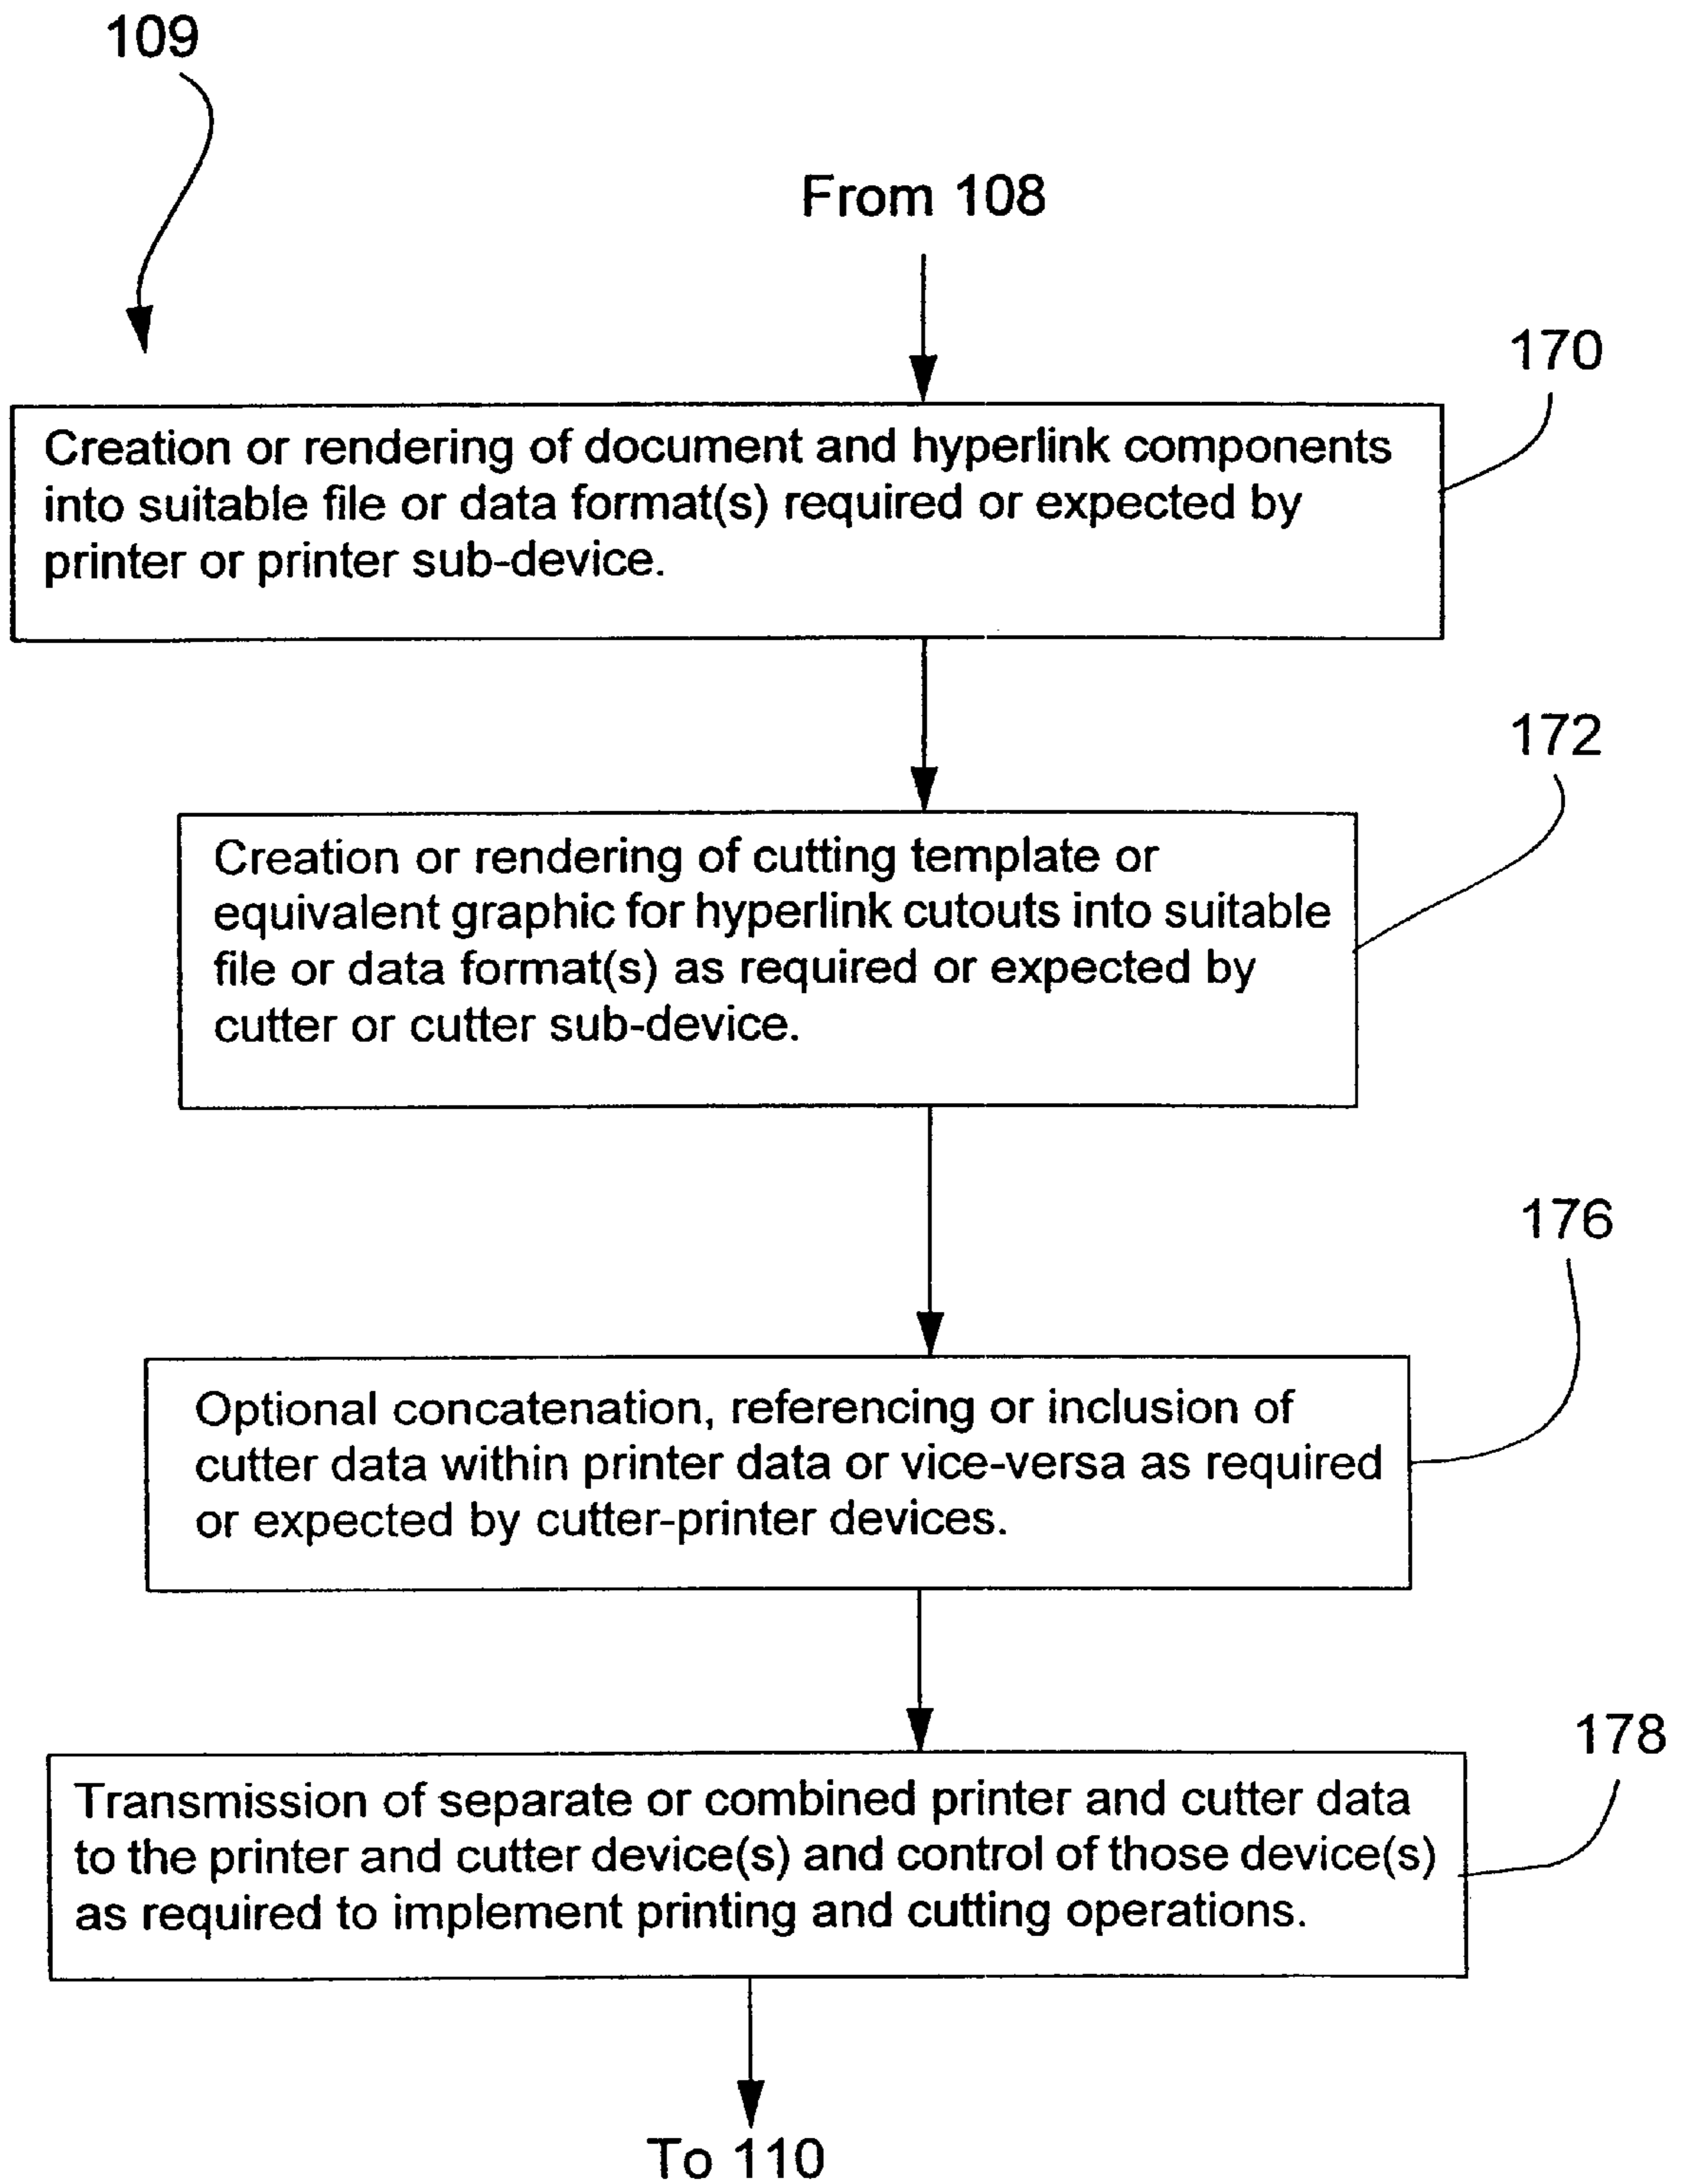 109
From 108
170
Creation or rendering of document and hyperlink components
into suitable file or data format(s) required or expected by
printer or printer sub-device.
172
Creation or rendering of cutting template or
equivalent graphic for hyperlink cutouts into suitable
file or data format(s) as required or expected by
cutter or cutter sub-device.
176
Optional concatenation, referencing or inclusion of
cutter data within printer data or vice-versa as required
or expected by cutter-printer devices.
178
Transmission of separate or combined printer and cutter data
to the printer and cutter device(s) and control of those device(s)
as required to implement printing and cutting operations.
To 110